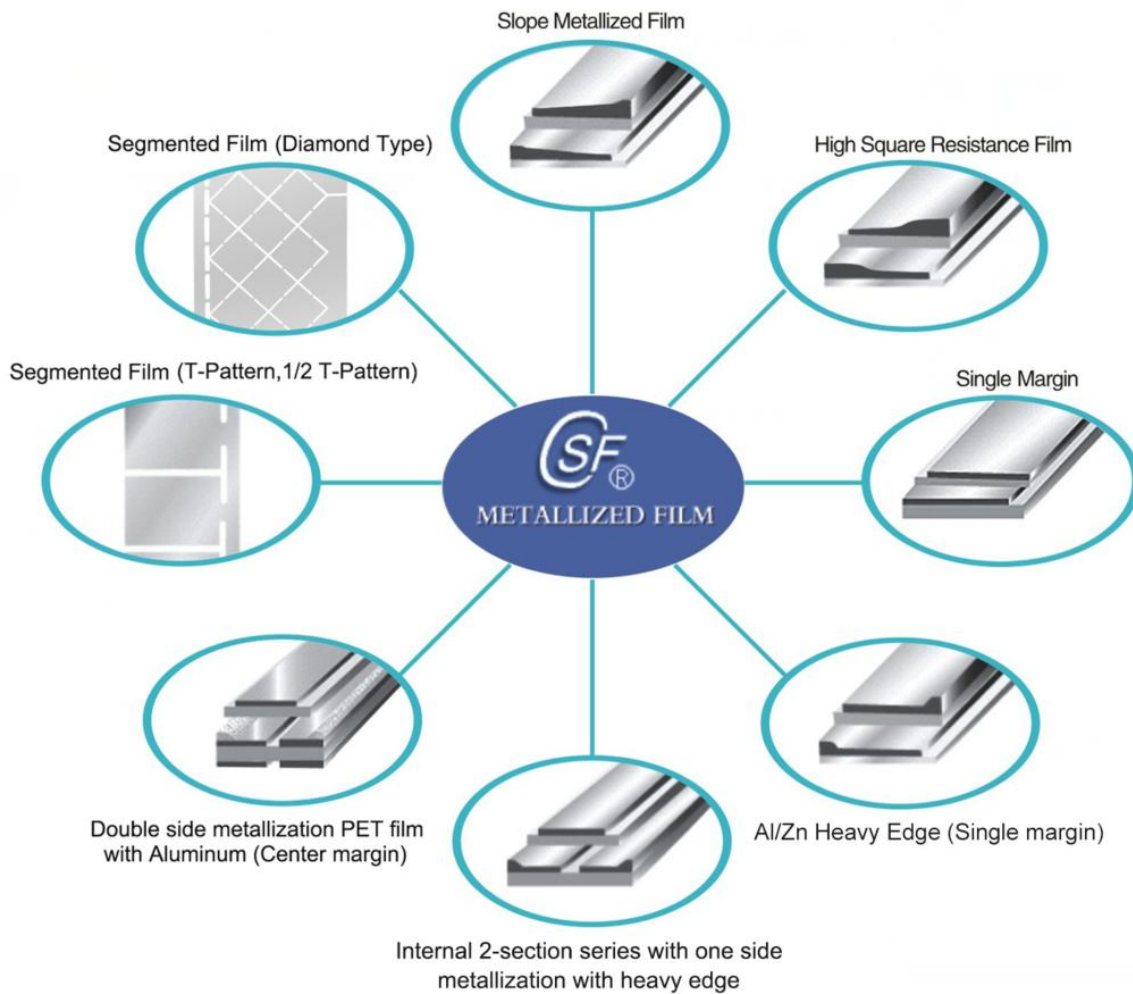 Slope Metallized Film
Segmented Film (Diamond Type)
High Square Resistance Film
Segmented Film (T-Pattern,1/2 T-Pattern)
Single Margin
CSF®
METALLIZED FILM
Double side metallization PET film
with Aluminum (Center margin)
Al/Zn Heavy Edge (Single margin)
Internal 2-section series with one side
metallization with heavy edge